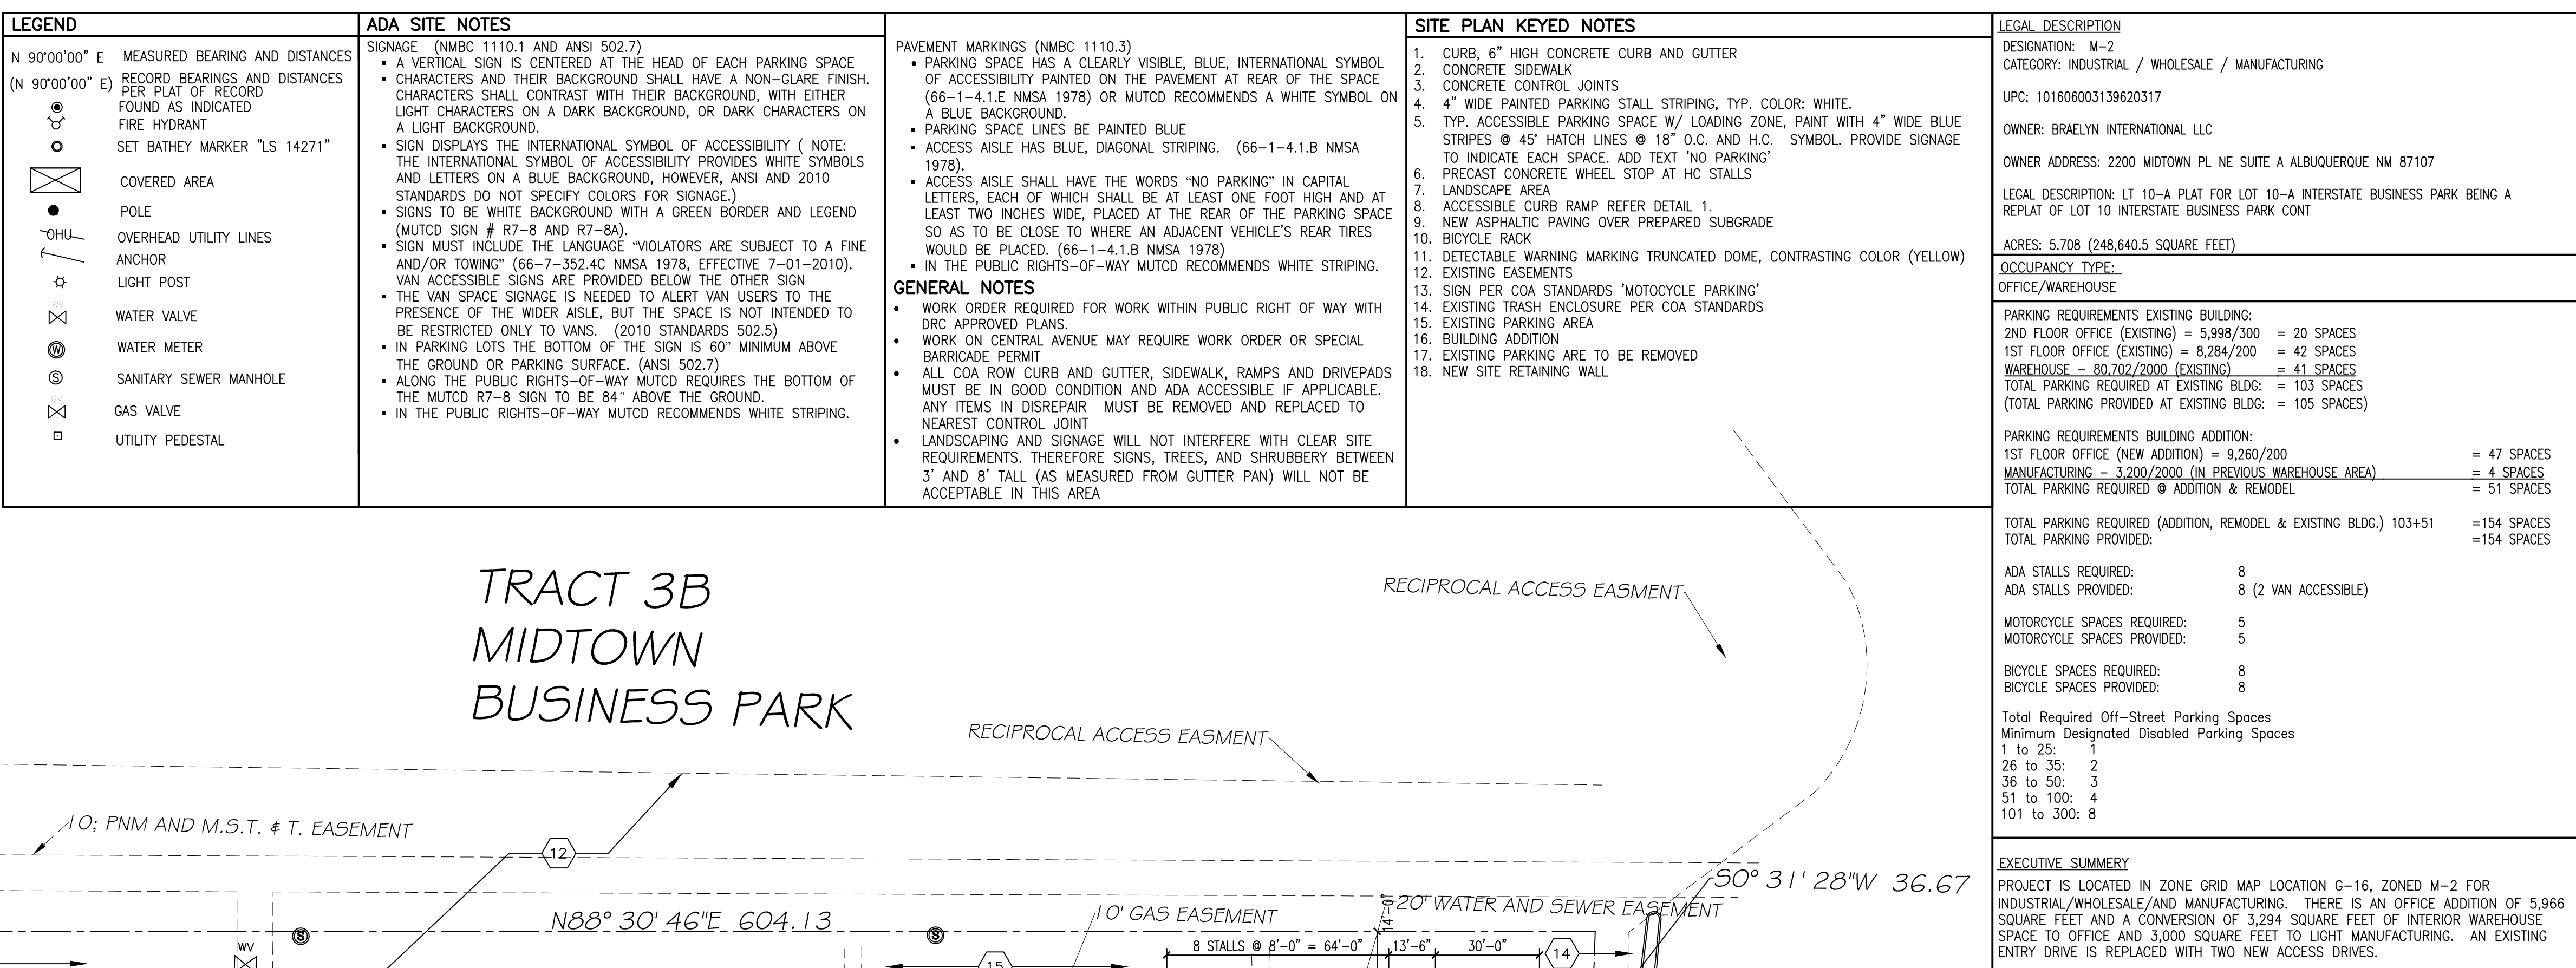 LEGEND
N 90°00'00" E MEASURED BEARING AND DISTANCES
(N 90°00'00" E) RECORD BEARINGS AND DISTANCES
PER PLAT OF RECORD
FOUND AS INDICATED
FIRE HYDRANT
SET BATHEY MARKER "LS 14271"
COVERED AREA
POLE
OHU OVERHEAD UTILITY LINES
ANCHOR
LIGHT POST
WV
WATER VALVE
W WATER METER
S SANITARY SEWER MANHOLE
GV
GAS VALVE
UTILITY PEDESTAL
ADA SITE NOTES
SIGNAGE (NMBC 1110.1 AND ANSI 502.7)
▪ A VERTICAL SIGN IS CENTERED AT THE HEAD OF EACH PARKING SPACE
▪ CHARACTERS AND THEIR BACKGROUND SHALL HAVE A NON-GLARE FINISH.
CHARACTERS SHALL CONTRAST WITH THEIR BACKGROUND, WITH EITHER
LIGHT CHARACTERS ON A DARK BACKGROUND, OR DARK CHARACTERS ON
A LIGHT BACKGROUND.
▪ SIGN DISPLAYS THE INTERNATIONAL SYMBOL OF ACCESSIBILITY ( NOTE:
THE INTERNATIONAL SYMBOL OF ACCESSIBILITY PROVIDES WHITE SYMBOLS
AND LETTERS ON A BLUE BACKGROUND, HOWEVER, ANSI AND 2010
STANDARDS DO NOT SPECIFY COLORS FOR SIGNAGE.)
▪ SIGNS TO BE WHITE BACKGROUND WITH A GREEN BORDER AND LEGEND
(MUTCD SIGN # R7-8 AND R7-8A).
▪ SIGN MUST INCLUDE THE LANGUAGE “VIOLATORS ARE SUBJECT TO A FINE
AND/OR TOWING” (66-7-352.4C NMSA 1978, EFFECTIVE 7-01-2010).
VAN ACCESSIBLE SIGNS ARE PROVIDED BELOW THE OTHER SIGN
▪ THE VAN SPACE SIGNAGE IS NEEDED TO ALERT VAN USERS TO THE
PRESENCE OF THE WIDER AISLE, BUT THE SPACE IS NOT INTENDED TO
BE RESTRICTED ONLY TO VANS. (2010 STANDARDS 502.5)
▪ IN PARKING LOTS THE BOTTOM OF THE SIGN IS 60” MINIMUM ABOVE
THE GROUND OR PARKING SURFACE. (ANSI 502.7)
▪ ALONG THE PUBLIC RIGHTS-OF-WAY MUTCD REQUIRES THE BOTTOM OF
THE MUTCD R7-8 SIGN TO BE 84″ ABOVE THE GROUND.
▪ IN THE PUBLIC RIGHTS-OF-WAY MUTCD RECOMMENDS WHITE STRIPING.
PAVEMENT MARKINGS (NMBC 1110.3)
• PARKING SPACE HAS A CLEARLY VISIBLE, BLUE, INTERNATIONAL SYMBOL
OF ACCESSIBILITY PAINTED ON THE PAVEMENT AT REAR OF THE SPACE
(66-1-4.1.E NMSA 1978) OR MUTCD RECOMMENDS A WHITE SYMBOL ON
A BLUE BACKGROUND.
▪ PARKING SPACE LINES BE PAINTED BLUE
▪ ACCESS AISLE HAS BLUE, DIAGONAL STRIPING. (66-1-4.1.B NMSA
1978).
▪ ACCESS AISLE SHALL HAVE THE WORDS “NO PARKING” IN CAPITAL
LETTERS, EACH OF WHICH SHALL BE AT LEAST ONE FOOT HIGH AND AT
LEAST TWO INCHES WIDE, PLACED AT THE REAR OF THE PARKING SPACE
SO AS TO BE CLOSE TO WHERE AN ADJACENT VEHICLE'S REAR TIRES
WOULD BE PLACED. (66-1-4.1.B NMSA 1978)
▪ IN THE PUBLIC RIGHTS-OF-WAY MUTCD RECOMMENDS WHITE STRIPING.
GENERAL NOTES
• WORK ORDER REQUIRED FOR WORK WITHIN PUBLIC RIGHT OF WAY WITH
DRC APPROVED PLANS.
• WORK ON CENTRAL AVENUE MAY REQUIRE WORK ORDER OR SPECIAL
BARRICADE PERMIT
• ALL COA ROW CURB AND GUTTER, SIDEWALK, RAMPS AND DRIVEPADS
MUST BE IN GOOD CONDITION AND ADA ACCESSIBLE IF APPLICABLE.
ANY ITEMS IN DISREPAIR MUST BE REMOVED AND REPLACED TO
NEAREST CONTROL JOINT
• LANDSCAPING AND SIGNAGE WILL NOT INTERFERE WITH CLEAR SITE
REQUIREMENTS. THEREFORE SIGNS, TREES, AND SHRUBBERY BETWEEN
3' AND 8' TALL (AS MEASURED FROM GUTTER PAN) WILL NOT BE
ACCEPTABLE IN THIS AREA
SITE PLAN KEYED NOTES
1. CURB, 6” HIGH CONCRETE CURB AND GUTTER
2. CONCRETE SIDEWALK
3. CONCRETE CONTROL JOINTS
4. 4” WIDE PAINTED PARKING STALL STRIPING, TYP. COLOR: WHITE.
5. TYP. ACCESSIBLE PARKING SPACE W/ LOADING ZONE, PAINT WITH 4” WIDE BLUE
STRIPES @ 45° HATCH LINES @ 18” O.C. AND H.C. SYMBOL. PROVIDE SIGNAGE
TO INDICATE EACH SPACE. ADD TEXT 'NO PARKING'
6. PRECAST CONCRETE WHEEL STOP AT HC STALLS
7. LANDSCAPE AREA
8. ACCESSIBLE CURB RAMP REFER DETAIL 1.
9. NEW ASPHALTIC PAVING OVER PREPARED SUBGRADE
10. BICYCLE RACK
11. DETECTABLE WARNING MARKING TRUNCATED DOME, CONTRASTING COLOR (YELLOW)
12. EXISTING EASEMENTS
13. SIGN PER COA STANDARDS 'MOTOCYCLE PARKING'
14. EXISTING TRASH ENCLOSURE PER COA STANDARDS
15. EXISTING PARKING AREA
16. BUILDING ADDITION
17. EXISTING PARKING ARE TO BE REMOVED
18. NEW SITE RETAINING WALL
LEGAL DESCRIPTION
DESIGNATION: M-2
CATEGORY: INDUSTRIAL / WHOLESALE / MANUFACTURING
UPC: 101606003139620317
OWNER: BRAELYN INTERNATIONAL LLC
OWNER ADDRESS: 2200 MIDTOWN PL NE SUITE A ALBUQUERQUE NM 87107
LEGAL DESCRIPTION: LT 10-A PLAT FOR LOT 10-A INTERSTATE BUSINESS PARK BEING A
REPLAT OF LOT 10 INTERSTATE BUSINESS PARK CONT
ACRES: 5.708 (248,640.5 SQUARE FEET)
OCCUPANCY TYPE:
OFFICE/WAREHOUSE
PARKING REQUIREMENTS EXISTING BUILDING:
2ND FLOOR OFFICE (EXISTING) = 5,998/300 = 20 SPACES
1ST FLOOR OFFICE (EXISTING) = 8,284/200 = 42 SPACES
WAREHOUSE - 80,702/2000 (EXISTING) = 41 SPACES
TOTAL PARKING REQUIRED AT EXISTING BLDG: = 103 SPACES
(TOTAL PARKING PROVIDED AT EXISTING BLDG: = 105 SPACES)
PARKING REQUIREMENTS BUILDING ADDITION:
1ST FLOOR OFFICE (NEW ADDITION) = 9,260/200 = 47 SPACES
MANUFACTURING - 3,200/2000 (IN PREVIOUS WAREHOUSE AREA) = 4 SPACES
TOTAL PARKING REQUIRED @ ADDITION & REMODEL = 51 SPACES
TOTAL PARKING REQUIRED (ADDITION, REMODEL & EXISTING BLDG.) 103+51 =154 SPACES
TOTAL PARKING PROVIDED: =154 SPACES
ADA STALLS REQUIRED: 8
ADA STALLS PROVIDED: 8 (2 VAN ACCESSIBLE)
MOTORCYCLE SPACES REQUIRED: 5
MOTORCYCLE SPACES PROVIDED: 5
BICYCLE SPACES REQUIRED: 8
BICYCLE SPACES PROVIDED: 8
Total Required Off-Street Parking Spaces
Minimum Designated Disabled Parking Spaces
1 to 25: 1
26 to 35: 2
36 to 50: 3
51 to 100: 4
101 to 300: 8
EXECUTIVE SUMMERY
PROJECT IS LOCATED IN ZONE GRID MAP LOCATION G-16, ZONED M-2 FOR
INDUSTRIAL/WHOLESALE/AND MANUFACTURING. THERE IS AN OFFICE ADDITION OF 5,966
SQUARE FEET AND A CONVERSION OF 3,294 SQUARE FEET OF INTERIOR WAREHOUSE
SPACE TO OFFICE AND 3,000 SQUARE FEET TO LIGHT MANUFACTURING. AN EXISTING
ENTRY DRIVE IS REPLACED WITH TWO NEW ACCESS DRIVES.
TRACT 3B
MIDTOWN
BUSINESS PARK
RECIPROCAL ACCESS EASMENT
RECIPROCAL ACCESS EASMENT
10; PNM AND M.S.T. & T. EASEMENT
12
S0° 31' 28"W 36.67
N88° 30' 46"E 604.13
10' GAS EASEMENT
14'-0"
20' WATER AND SEWER EASEMENT
S
S
WV
8 STALLS @ 8'-0" = 64'-0"
13'-6"
30'-0"
14
15